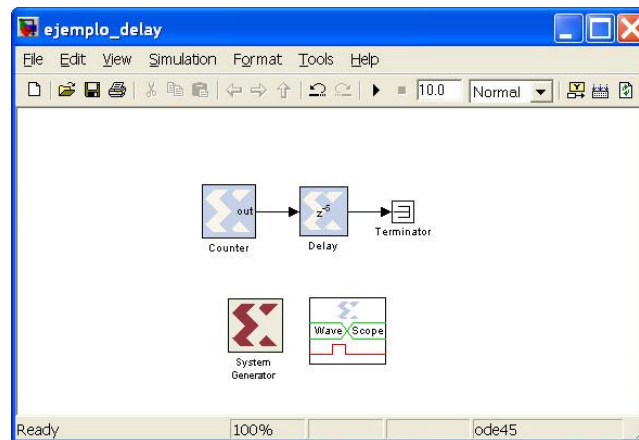 ejemplo_delay
File Edit View Simulation Format Tools Help
10.0 Normal
out
z-5
Counter
Delay
Terminator
Wave Scope
System
Generator
Ready 100% ode45